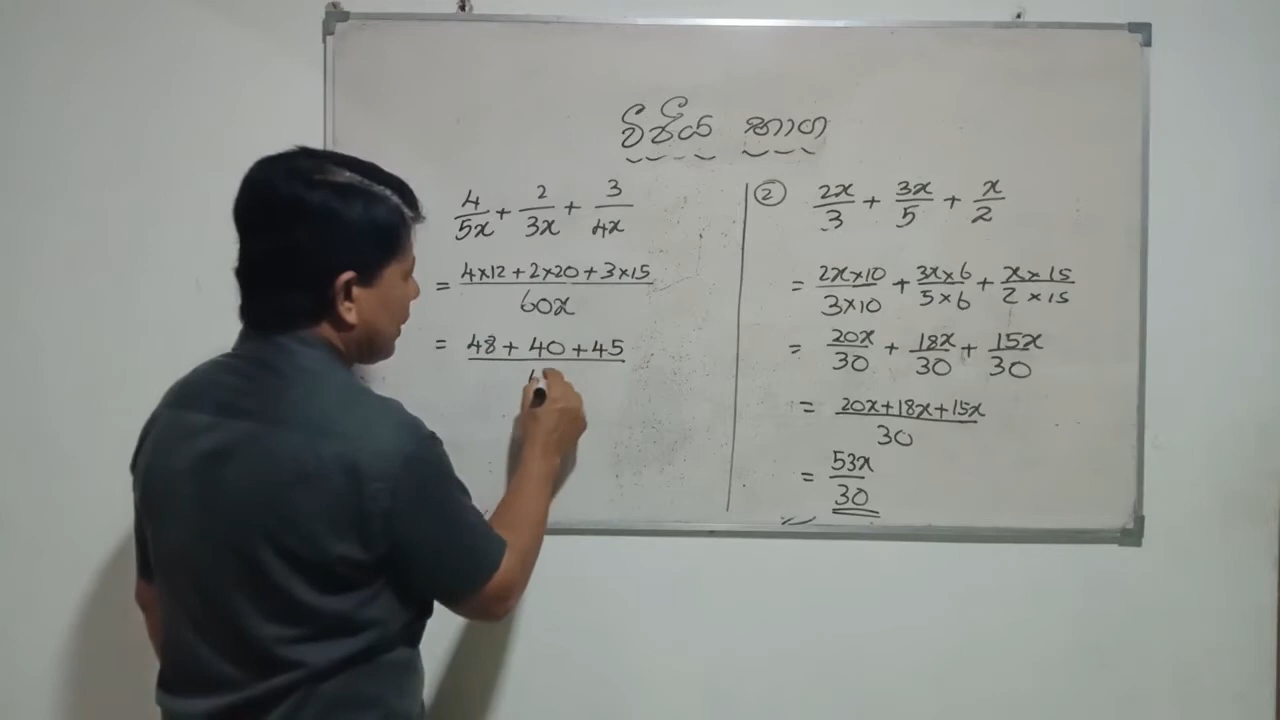 වීජීය භාග
4/5x + 2/3x + 3/4x
= 4×12 + 2×20 + 3×15 / 60x
= 48 + 40 + 45
② 2x/3 + 3x/5 + x/2
= 2x×10/3×10 + 3x×6/5×6 + x×15/2×15
= 20x/30 + 18x/30 + 15x/30
= 20x+18x+15x / 30
= 53x/30